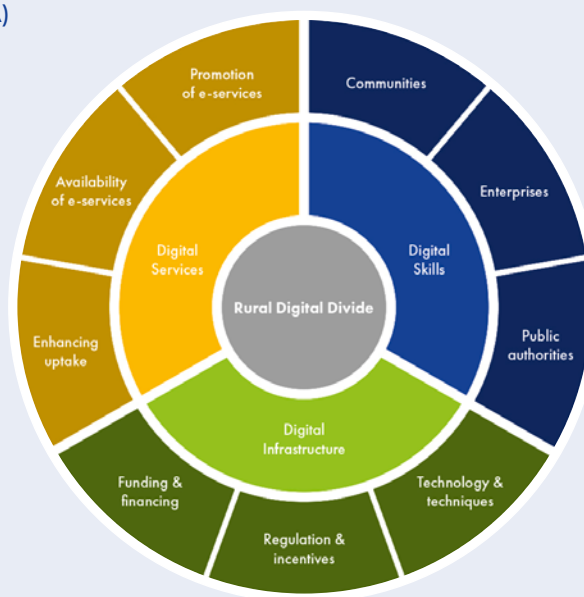 Promotion
of e-services
Communities
Availability
of e-services
Enterprises
Digital
Services
Digital
Skills
Rural Digital Divide
Enhancing
uptake
Public
authorities
Digital
Infrastructure
Funding &
financing
Technology &
techniques
Regulation &
incentives